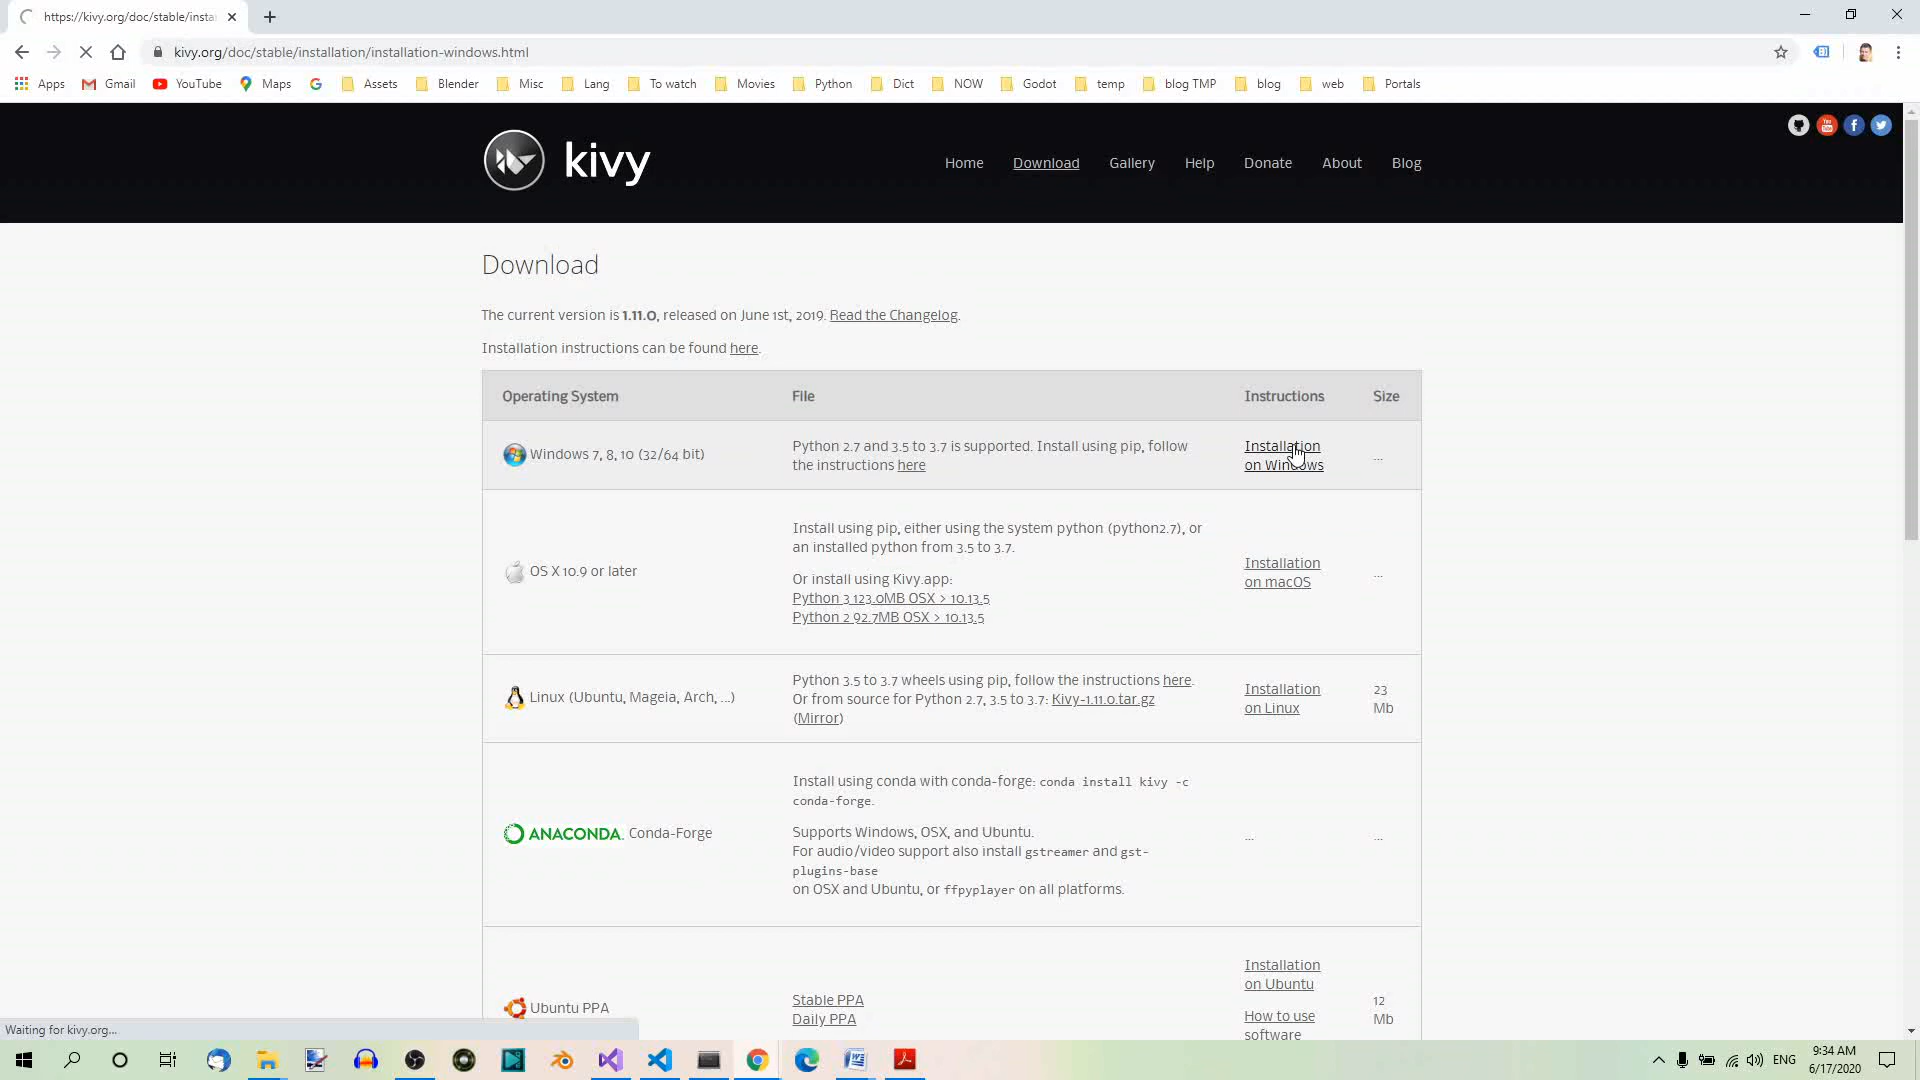 https://kivy.org/doc/stable/insta
kivy.org/doc/stable/installation/installation-windows.html
Apps Gmail YouTube Maps Assets Blender Misc Lang To watch Movies Python Dict NOW Godot temp blog TMP blog web Portals
kivy
Home Download Gallery Help Donate About Blog
Download
The current version is 1.11.0, released on June 1st, 2019. Read the Changelog.
Installation instructions can be found here.
Operating System File Instructions Size
Windows 7, 8, 10 (32/64 bit)
Python 2.7 and 3.5 to 3.7 is supported. Install using pip, follow
the instructions here
Installation
on Windows
...
OS X 10.9 or later
Install using pip, either using the system python (python2.7), or
an installed python from 3.5 to 3.7.
Or install using Kivy.app:
Python 3 123.0MB OSX > 10.13.5
Python 2 92.7MB OSX > 10.13.5
Installation
on macOS
...
Linux (Ubuntu, Mageia, Arch, ...)
Python 3.5 to 3.7 wheels using pip, follow the instructions here.
Or from source for Python 2.7, 3.5 to 3.7: Kivy-1.11.0.tar.gz
(Mirror)
Installation
on Linux
23
Mb
ANACONDA. Conda-Forge
Install using conda with conda-forge: conda install kivy -c
conda-forge.
Supports Windows, OSX, and Ubuntu.
For audio/video support also install gstreamer and gst-
plugins-base
on OSX and Ubuntu, or ffpyplayer on all platforms.
...
...
Ubuntu PPA
Stable PPA
Daily PPA
Installation
on Ubuntu
How to use
software
12
Mb
Waiting for kivy.org...
ENG
9:34 AM
6/17/2020